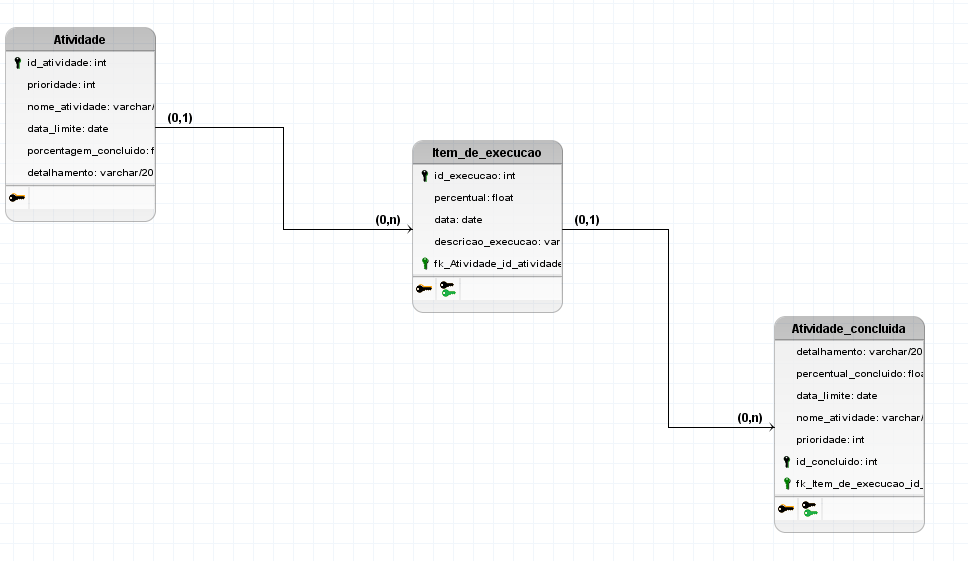 Atividade
id_atividade: int
prioridade: int
nome_atividade: varchar/
data_limite: date
porcentagem_concluido: f
detalhamento: varchar/20
(0,1)
(0,n)
Item_de_execucao
id_execucao: int
percentual: float
data: date
descricao_execucao: var
fk_Atividade_id_atividade
(0,1)
(0,n)
Atividade_concluida
detalhamento: varchar/20
percentual_concluido: floa
data_limite: date
nome_atividade: varchar/
prioridade: int
id_concluido: int
fk_Item_de_execucao_id_